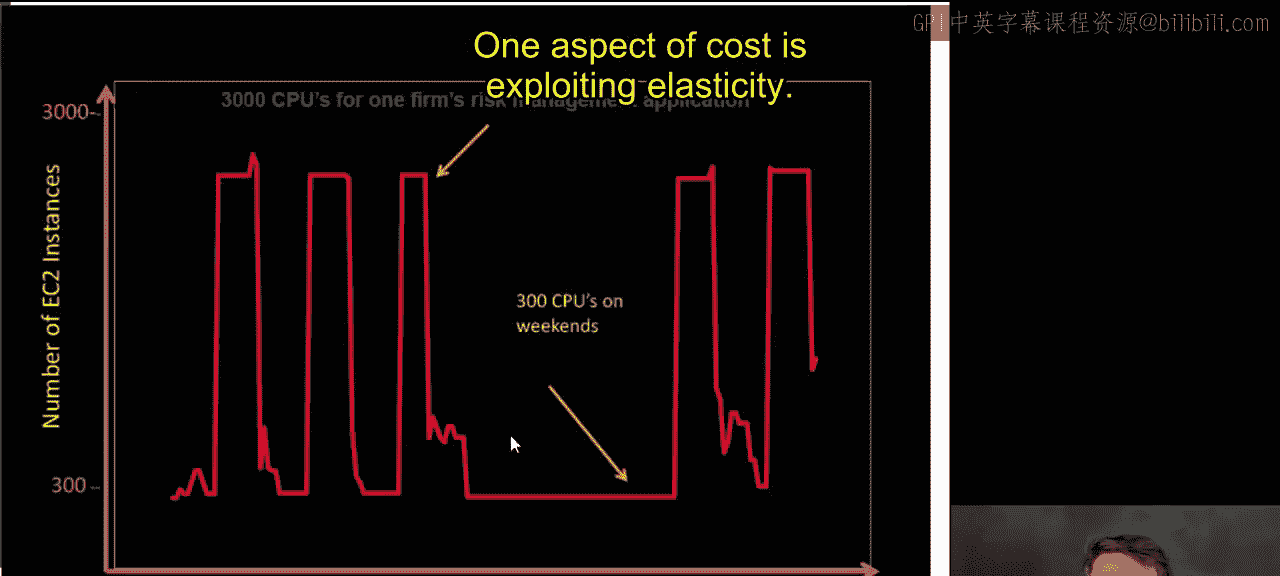 GPT中英字幕课程资源@bilibili.com
One aspect of cost is
exploiting elasticity.
3000 CPU's for one firm's risk management application
3000
Number of EC2 Instances
300 CPU's on
weekends
300